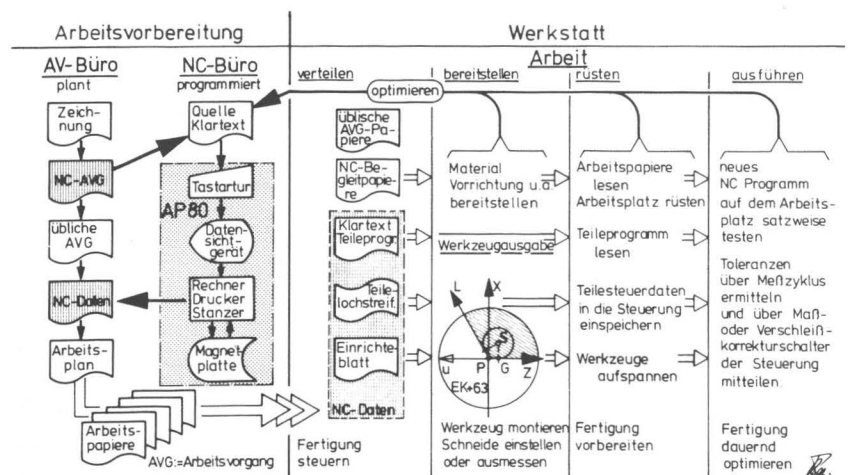 Arbeitsvorbereitung
Werkstatt
AV-Büro
plant
NC-Büro
programmiert
Arbeit
verteilen
bereitstellen
rüsten
ausführen
optimieren
Zeich-
nung
NC-AVG
übliche
AVG
NC-Daten
Arbeits-
plan
Arbeits-
papiere
AVG:=Arbeitsvorgang
Quelle
Klartext
Tastartur
AP80
Daten-
sicht-
gerät
Rechner
Drucker
Stanzer
Magnet-
platte
übliche
AVG-Pa-
piere
NC-Be-
gleitpapie-
re
Klartext
Teileprogr.
Teile-
lochstreif.
Einrichte-
blatt
NC-Daten
Fertigung
steuern
Material
Vorrichtung u.a.
bereitstellen
Werkzeugausgabe
L
X
S
u
P
G
Z
EK+63
Werkzeug montieren
Schneide einstellen
oder ausmessen
Arbeitspapiere
lesen
Arbeitsplatz rüsten
Teileprogramm
lesen
Teilesteuerdaten
in die Steuerung
einspeichern
Werkzeuge
aufspannen
Fertigung
vorbereiten
neues
NC Programm
auf dem Arbeits-
platz satzweise
testen
Toleranzen
über Meßzyklus
ermitteln
und über Maß-
oder Verschleiß-
korrekturschalter
der Steuerung
mitteilen
Fertigung
dauernd
optimieren